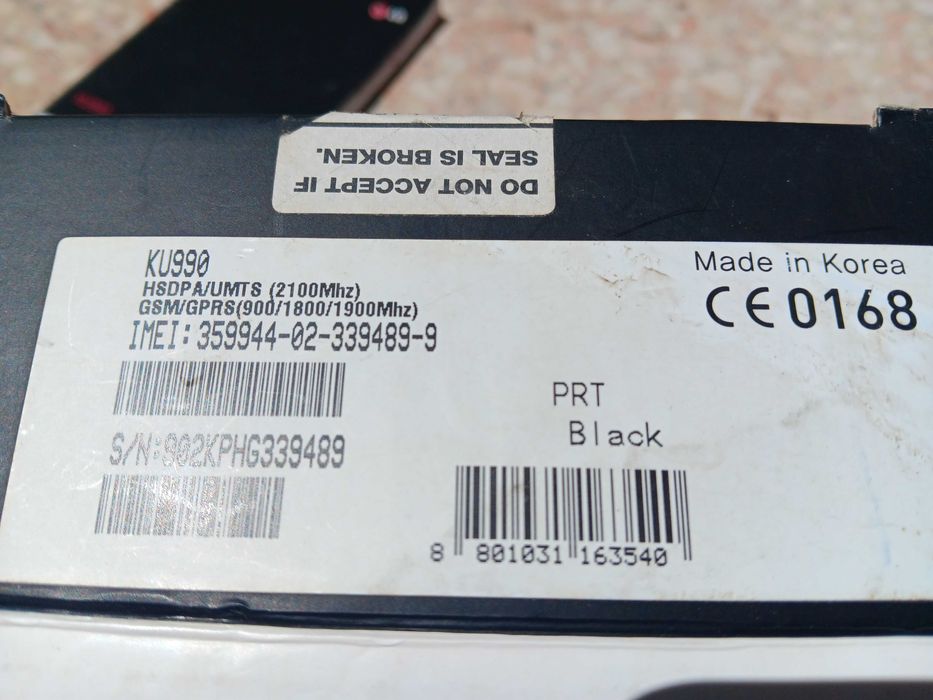 LG
DO NOT ACCEPT IF
SEAL IS BROKEN.
KU990
HSDPA/UMTS (2100Mhz)
GSM/GPRS(900/1800/1900Mhz)
IMEI: 359944-02-339489-9
S/N:902KPHG339489
Made in Korea
CE0168
PRT
Black
8 801031 163540